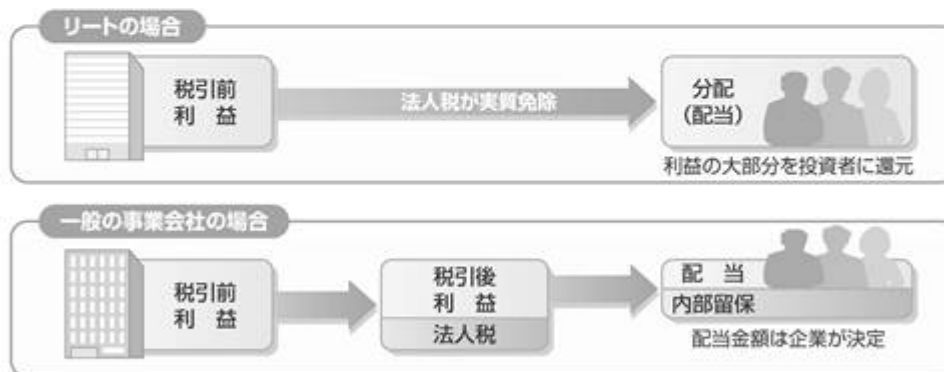 リートの場合
税引前
利　益
法人税が実質免除
分配
（配当）
利益の大部分を投資者に還元
一般の事業会社の場合
税引前
利　益
税引後
利　益
法人税
配　当
内部留保
配当金額は企業が決定